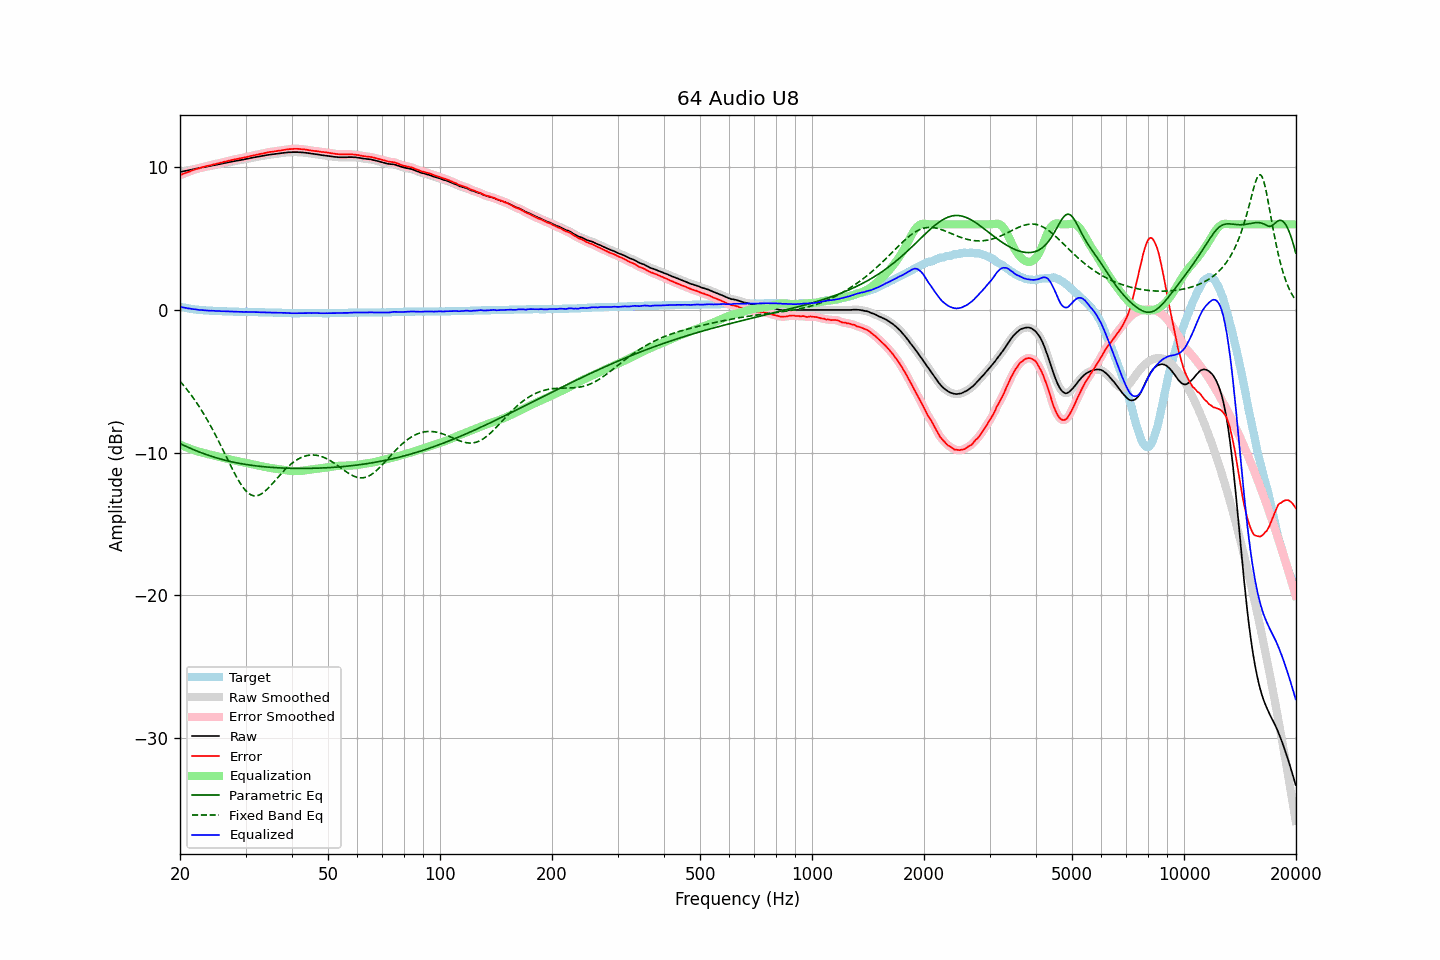 64 Audio U8
Amplitude (dBr)
10
0
−10
−20
−30
Target
Raw Smoothed
Error Smoothed
Raw
Error
Equalization
Parametric Eq
Fixed Band Eq
Equalized
20 50 100 200 500 1000 2000 5000 10000 20000
Frequency (Hz)